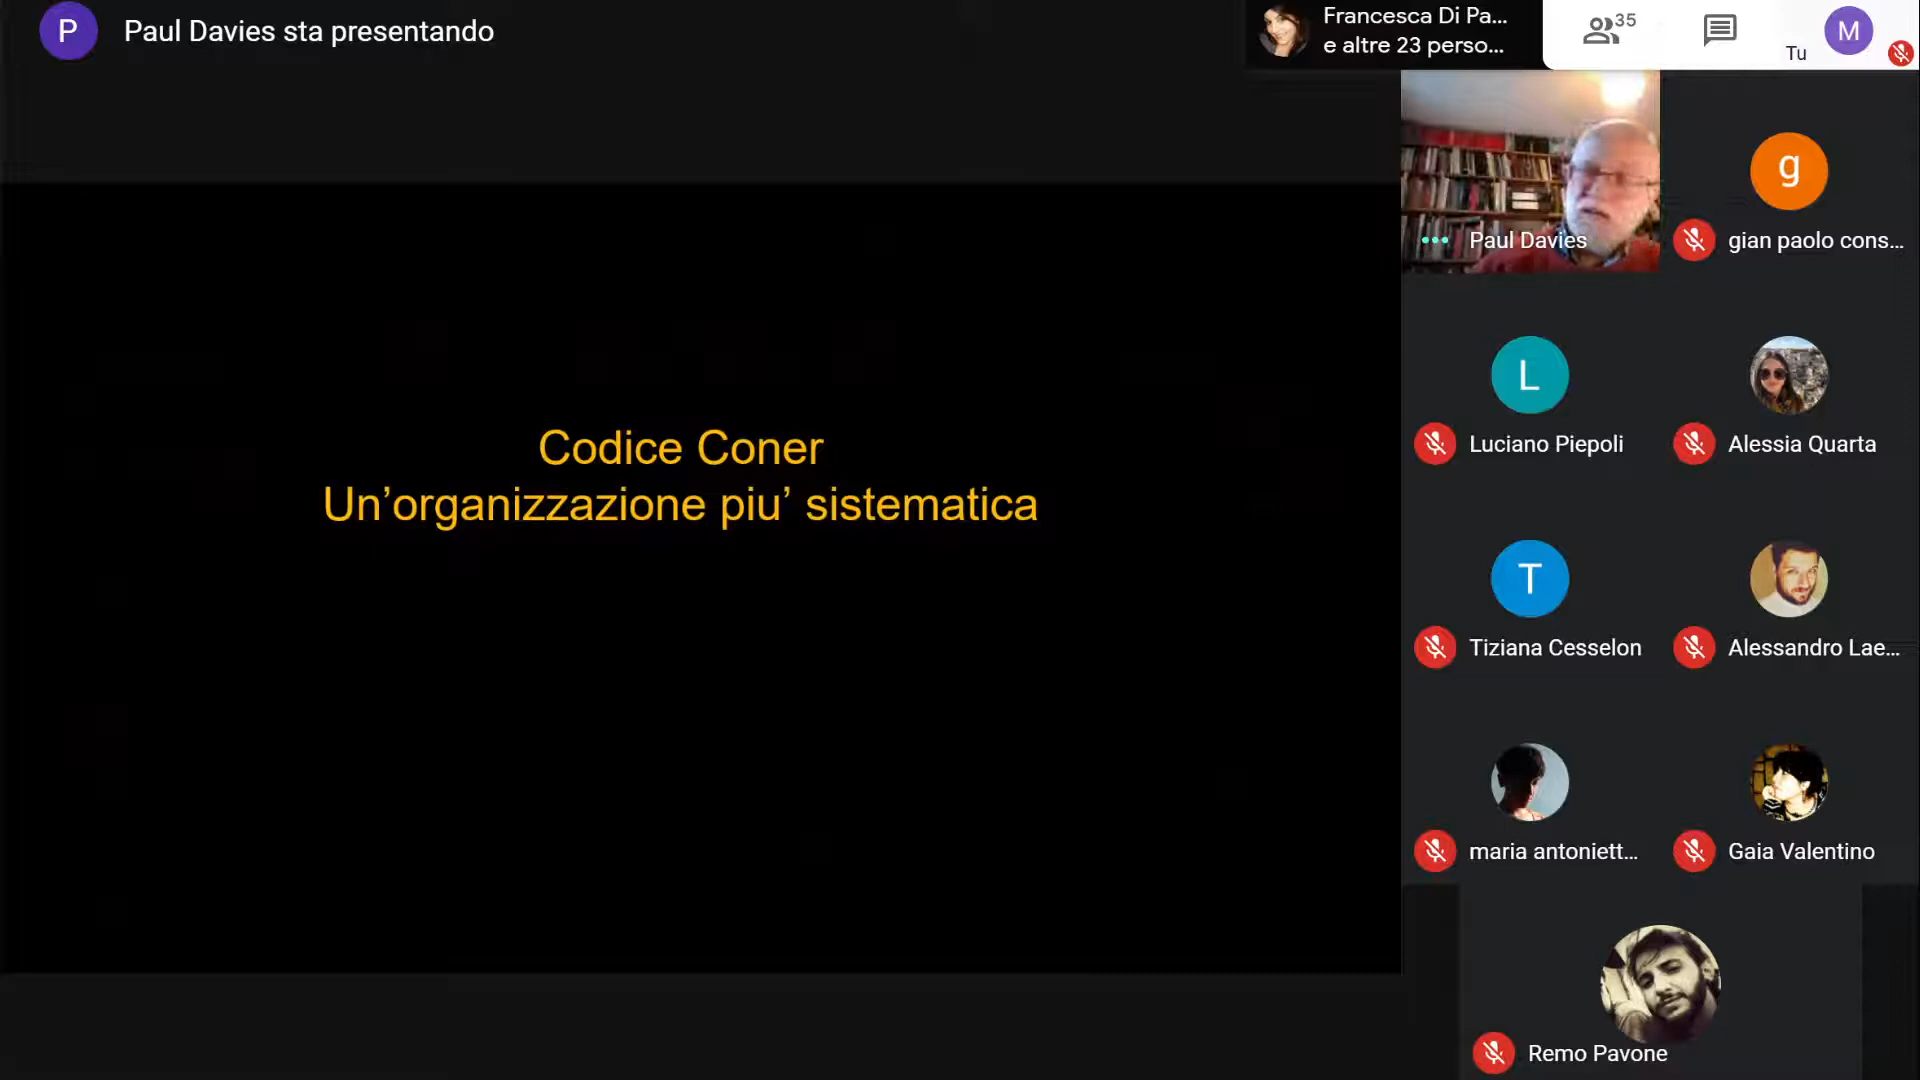 P
Paul Davies sta presentando
Francesca Di Pa...
e altre 23 perso...
35
Tu
M
Codice Coner
Un’organizzazione piu’ sistematica
Paul Davies
g
gian paolo cons...
L
Luciano Piepoli
Alessia Quarta
T
Tiziana Cesselon
Alessandro Lae...
maria antoniett...
Gaia Valentino
Remo Pavone